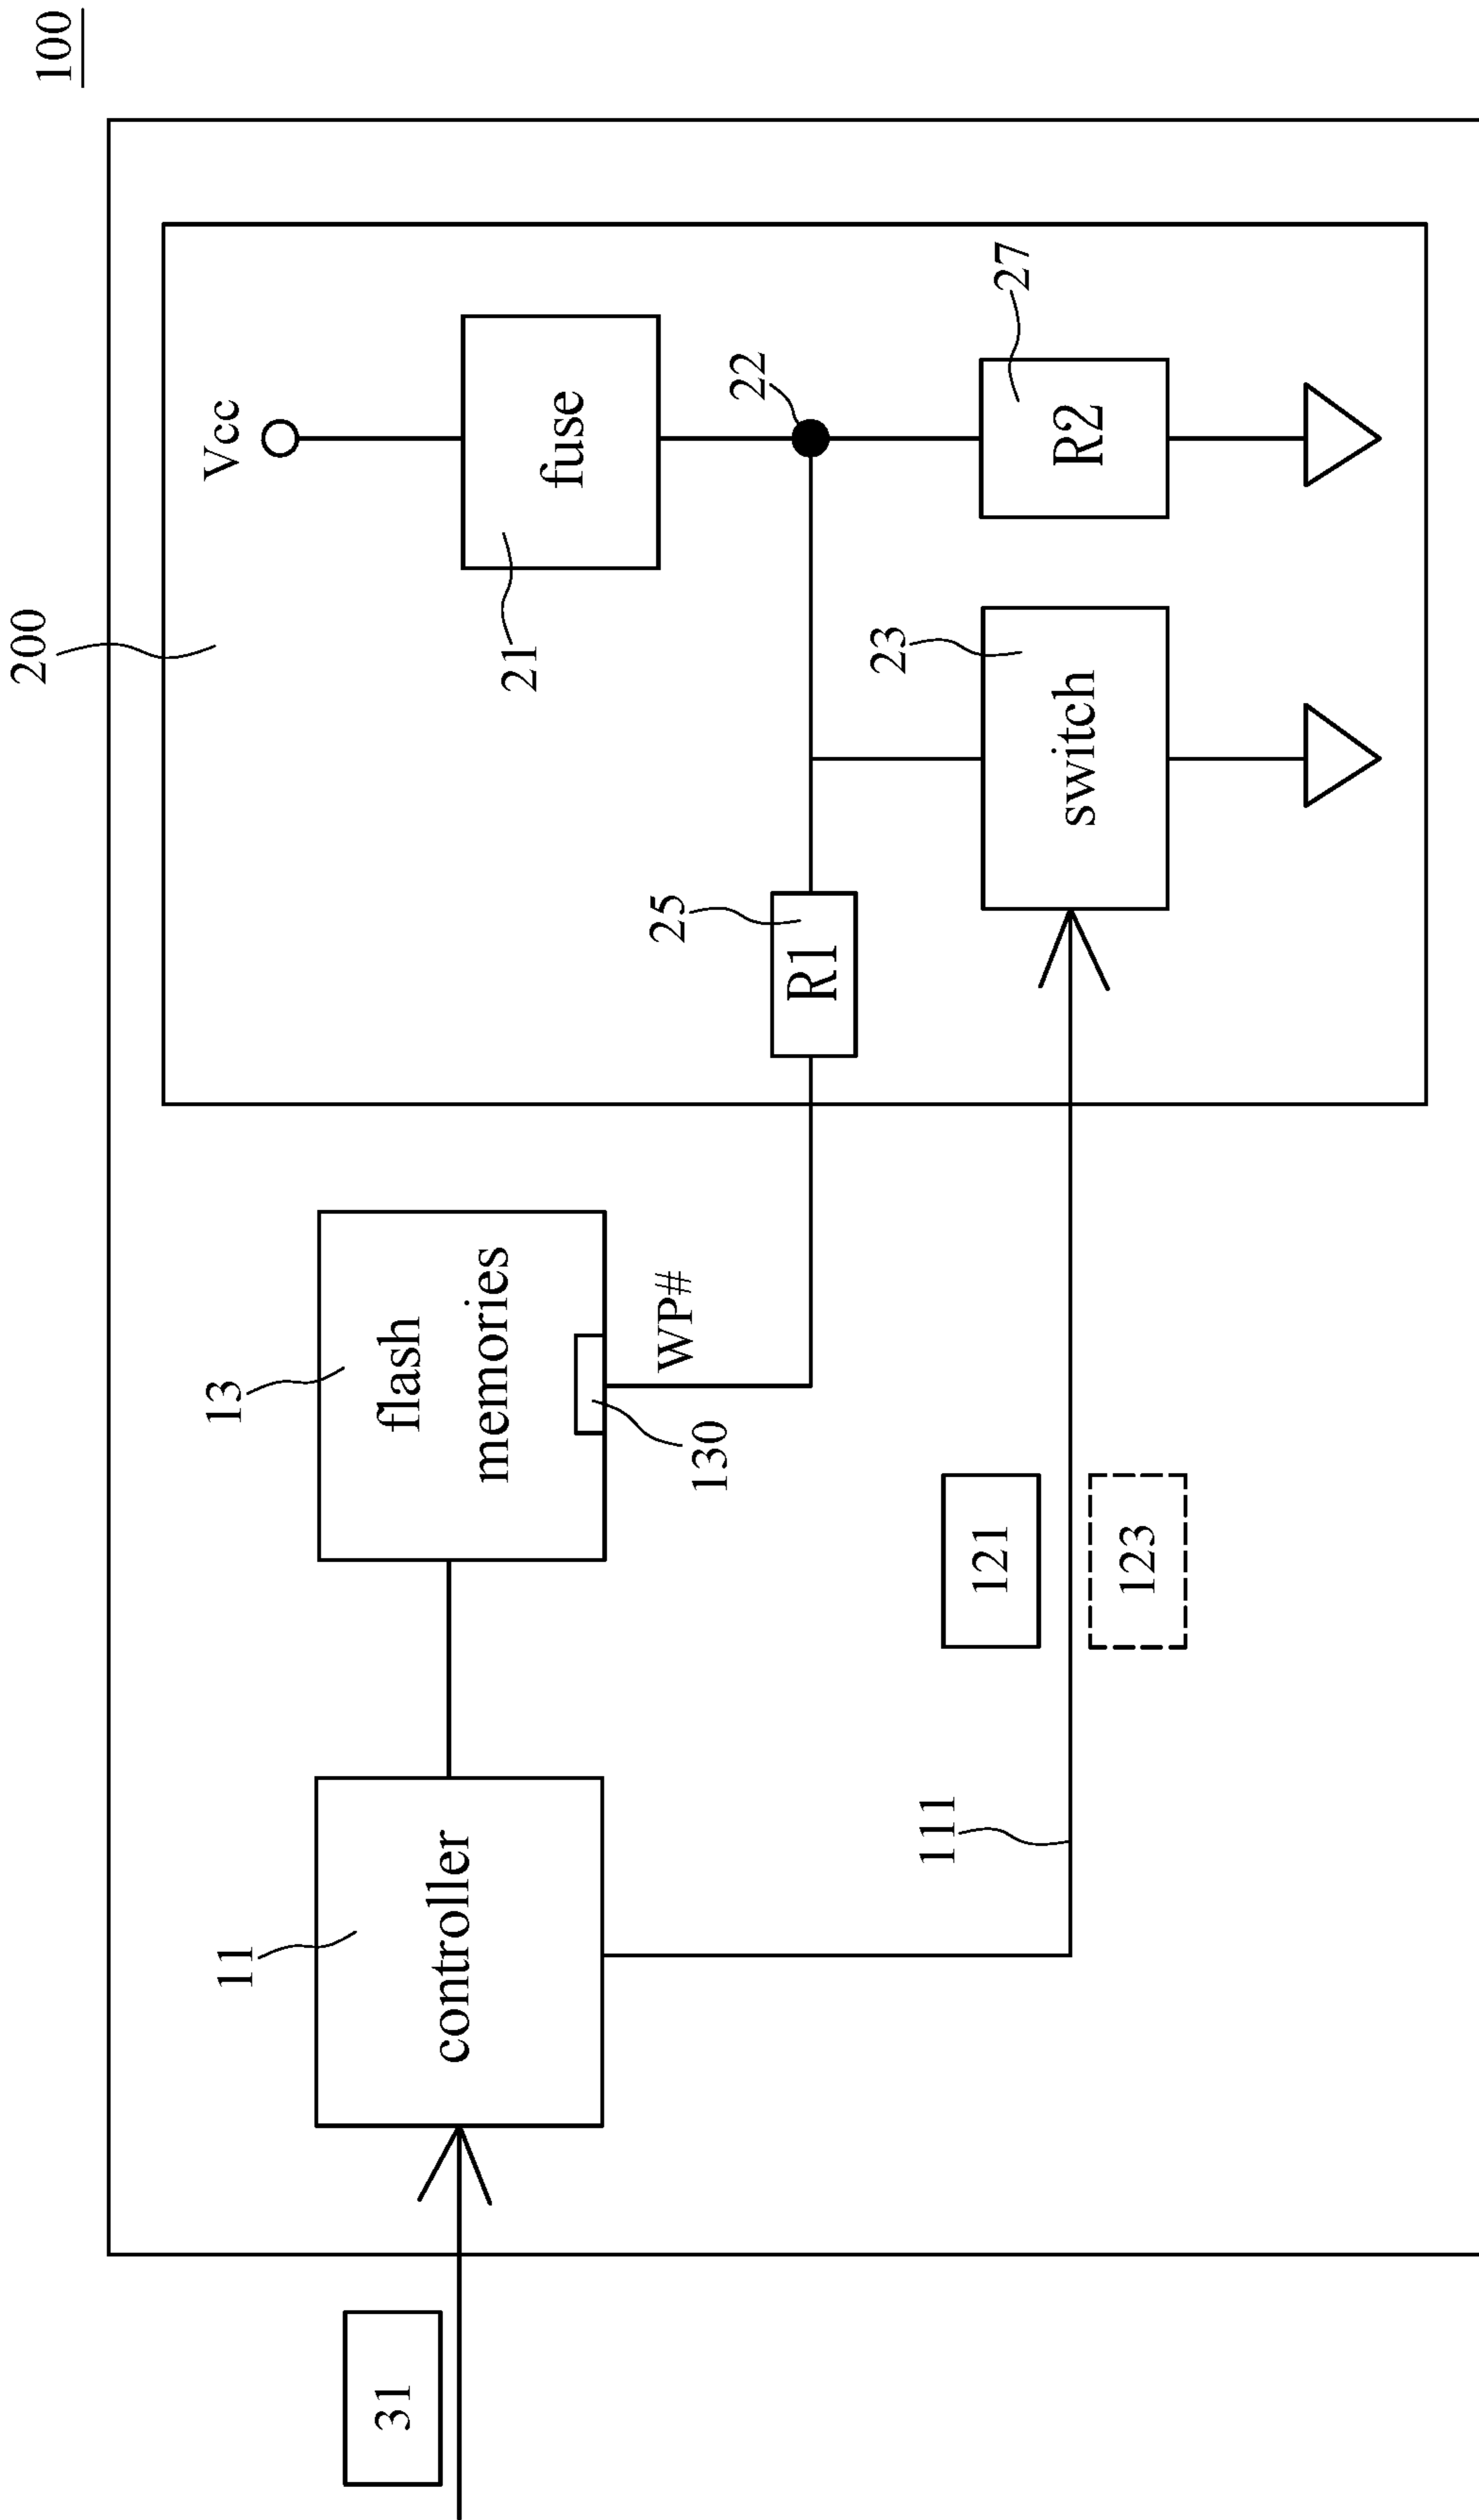 100
200
Vcc
fuse
21
22
27
R2
23
switch
25
R1
13
flash
memories
WP#
130
121
123
11
controller
111
31